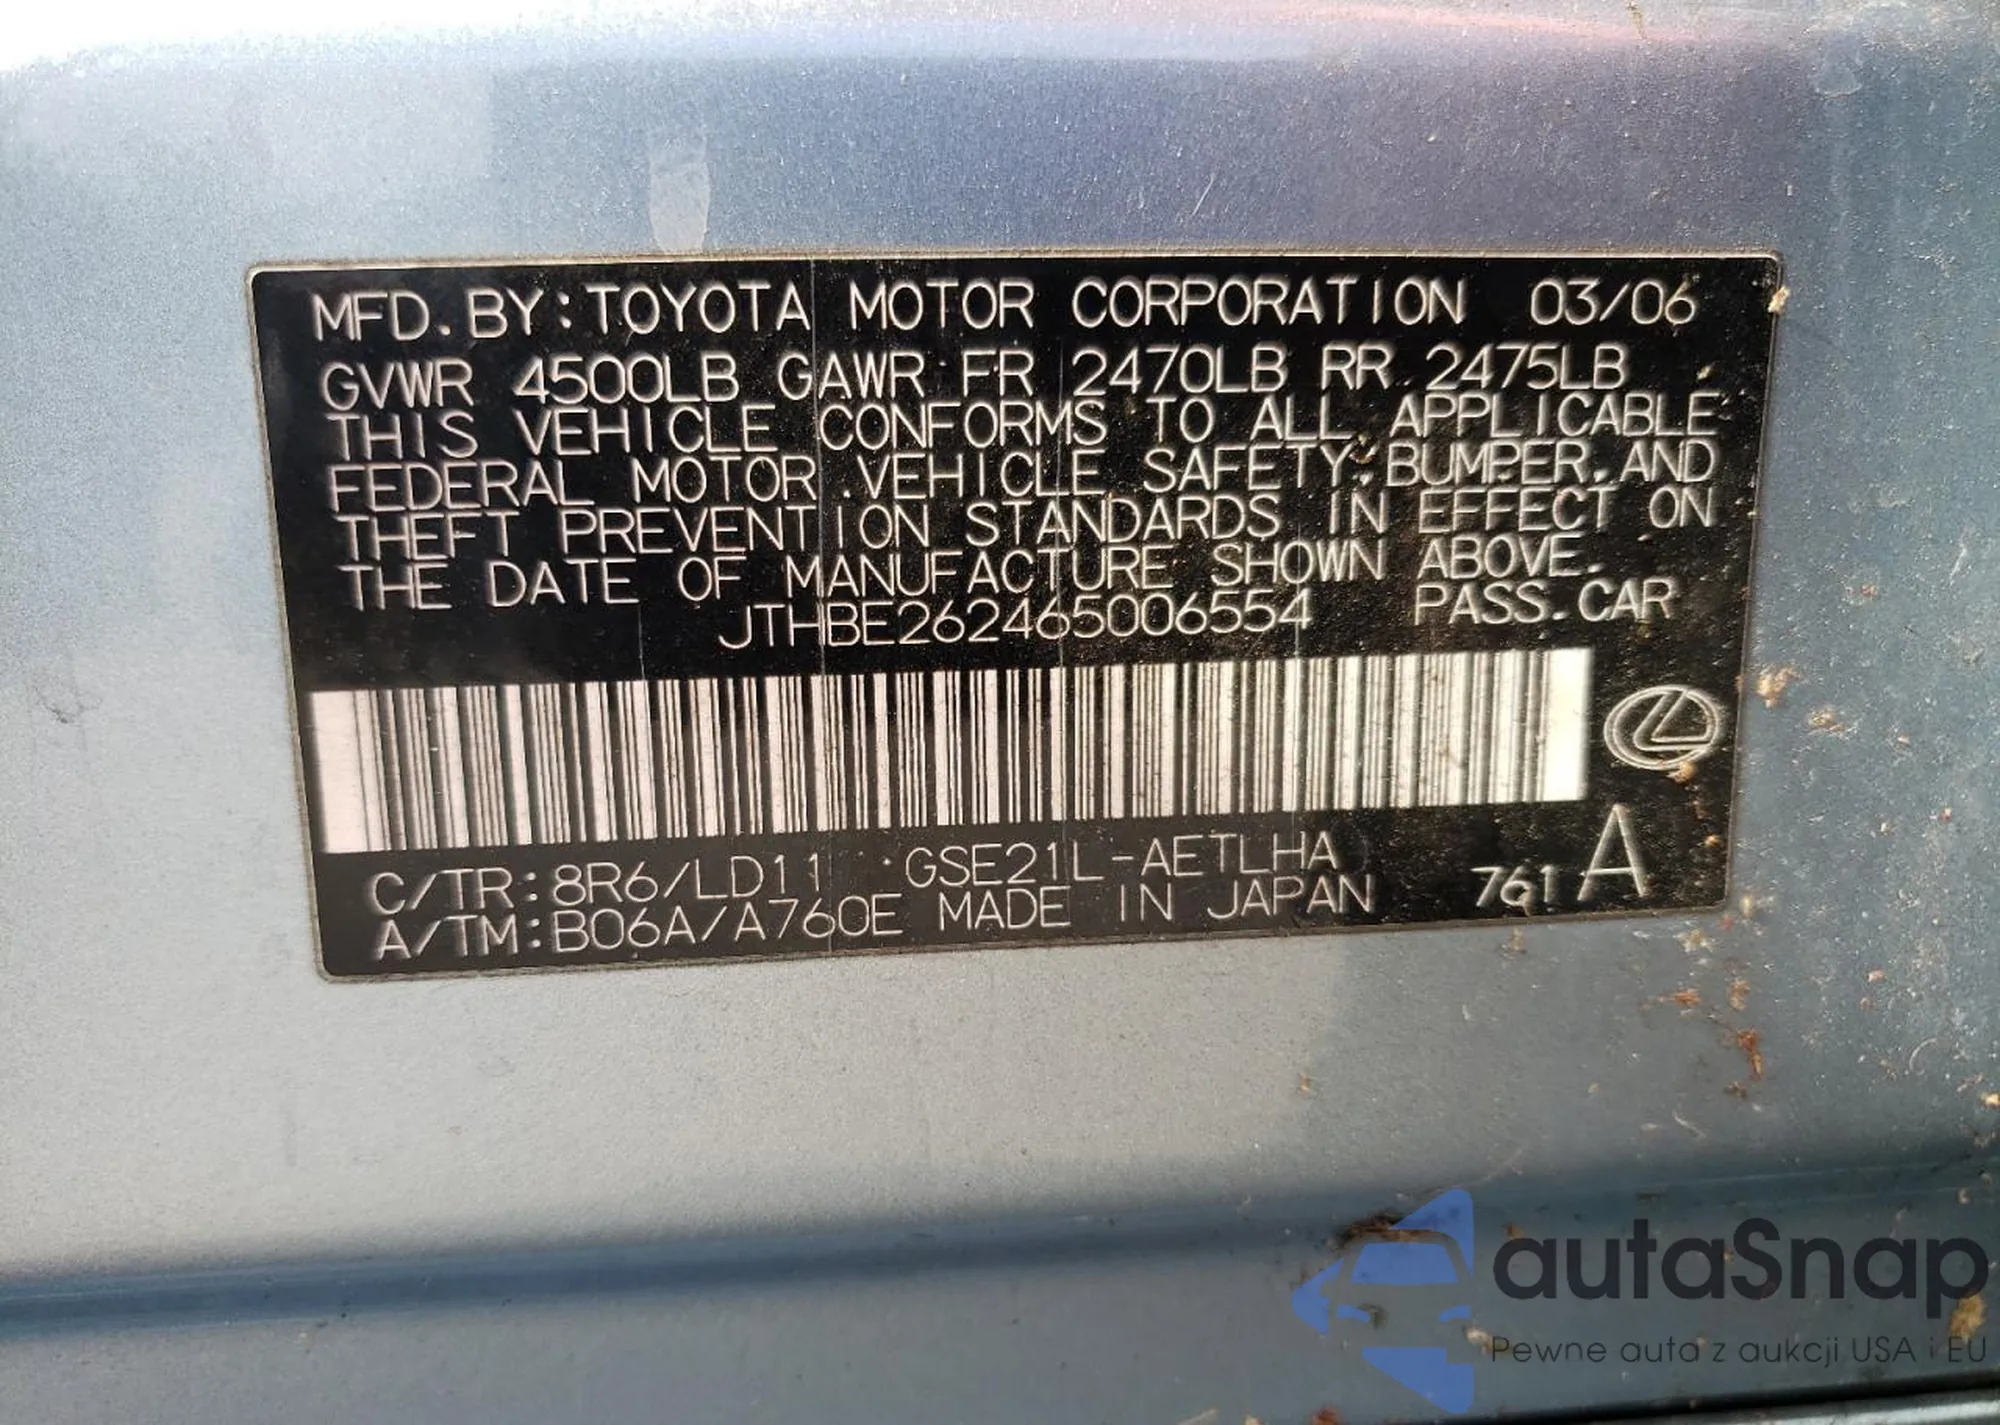 MFD. BY: TOYOTA MOTOR CORPORATION 03/06
GVWR 4500LB GAWR FR 2470LB RR 2475LB
THIS VEHICLE CONFORMS TO ALL APPLICABLE
FEDERAL MOTOR VEHICLE SAFETY, BUMPER, AND
THEFT PREVENTION STANDARDS IN EFFECT ON
THE DATE OF MANUFACTURE SHOWN ABOVE.
JTHBE262465006554 PASS. CAR
C/TR: 8R6/LD11 GSE21L-AETLHA
A/TM: B06A/A760E MADE IN JAPAN 761 A
autaSnap
Pewne auta z aukcji USA i EU